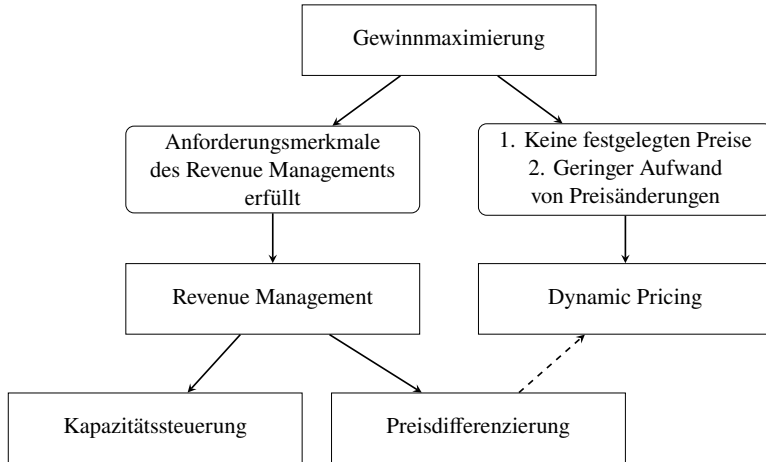 Gewinnmaximierung
Anforderungsmerkmale
des Revenue Managements
erfüllt
1. Keine festgelegten Preise
2. Geringer Aufwand
von Preisänderungen
Revenue Management
Dynamic Pricing
Kapazitätssteuerung
Preisdifferenzierung